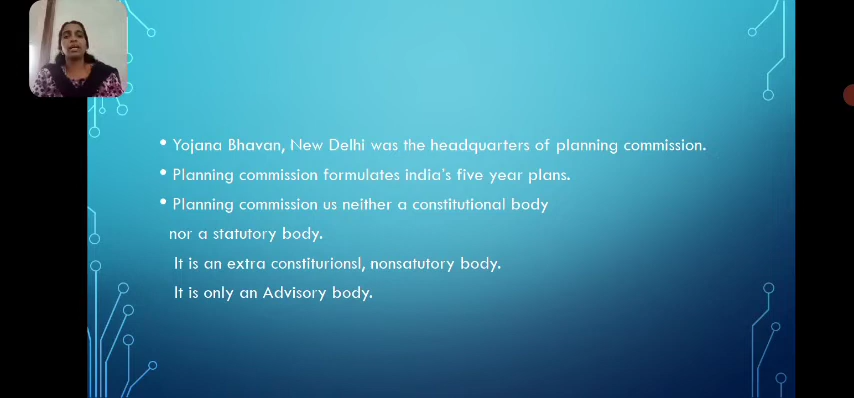 • Yojana Bhavan, New Delhi was the headquarters of planning commission.
• Planning commission formulates india's five year plans.
• Planning commission us neither a constitutional body
nor a statutory body.
It is an extra constiturionsl, nonsatutory body.
It is only an Advisory body.